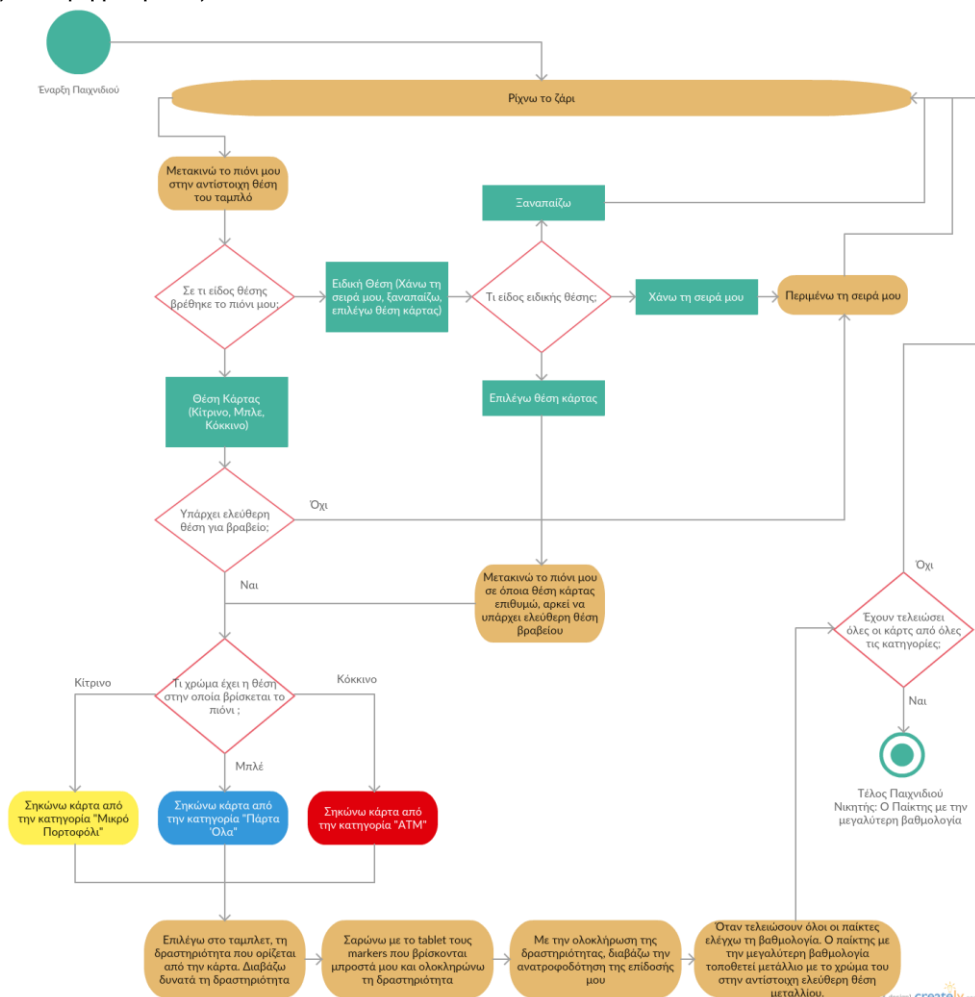 Έναρξη Παιχνιδιού
Ρίχνω το ζάρι
Μετακινώ το πιόνι μου
στην αντίστοιχη θέση
του ταμπλό
Ξαναπαίζω
Σε τι είδος θέσης
βρέθηκε το πιόνι μου;
Ειδική Θέση (Χάνω τη
σειρά μου, ξαναπαίζω,
επιλέγω θέση κάρτας)
Τι είδος ειδικής θέσης;
Χάνω τη σειρά μου
Περιμένω τη σειρά μου
Θέση Κάρτας
(Κίτρινο, Μπλε,
Κόκκινο)
Επιλέγω θέση κάρτας
Υπάρχει ελεύθερη
θέση για βραβείο;
Όχι
Ναι
Μετακινώ το πιόνι μου
σε όποια θέση κάρτας
επιθυμώ, αρκεί να
υπάρχει ελεύθερη θέση
βραβείου
Όχι
Έχουν τελειώσει
όλες οι κάρτς από όλες
τις κατηγορίες;
Ναι
Τι χρώμα έχει η θέση
στην οποία βρίσκεται το
πιόνι ;
Κίτρινο
Κόκκινο
Μπλέ
Τέλος Παιχνιδιού
Νικητής: Ο Παίκτης με την
μεγαλύτερη βαθμολογία
Σηκώνω κάρτα από
την κατηγορία "Μικρό
Πορτοφόλι"
Σηκώνω κάρτα από
την κατηγορία "Πάρτα
'Ολα"
Σηκώνω κάρτα από
την κατηγορία "ATM"
Επιλέγω στο ταμπλετ, τη
δραστηριότητα που ορίζεται
από την κάρτα. Διαβάζω
δυνατά τη δραστηριότητα
Σαρώνω με το tablet τους
markers που βρίσκονται
μπροστά μου και ολοκληρώνω
τη δραστηριότητα
Με την ολοκλήρωση της
δραστηριότητας, διαβάζω την
ανατροφοδότηση της επίδοσής
μου
Όταν τελειώσουν όλοι οι παίκτες
ελέγχω τη βαθμολογία. Ο παίκτης με
την μεγαλύτερη βαθμολογία
τοποθετεί μετάλλιο με το χρώμα του
στην αντίστοιχη ελεύθερη θέση
μεταλλίου.
creately